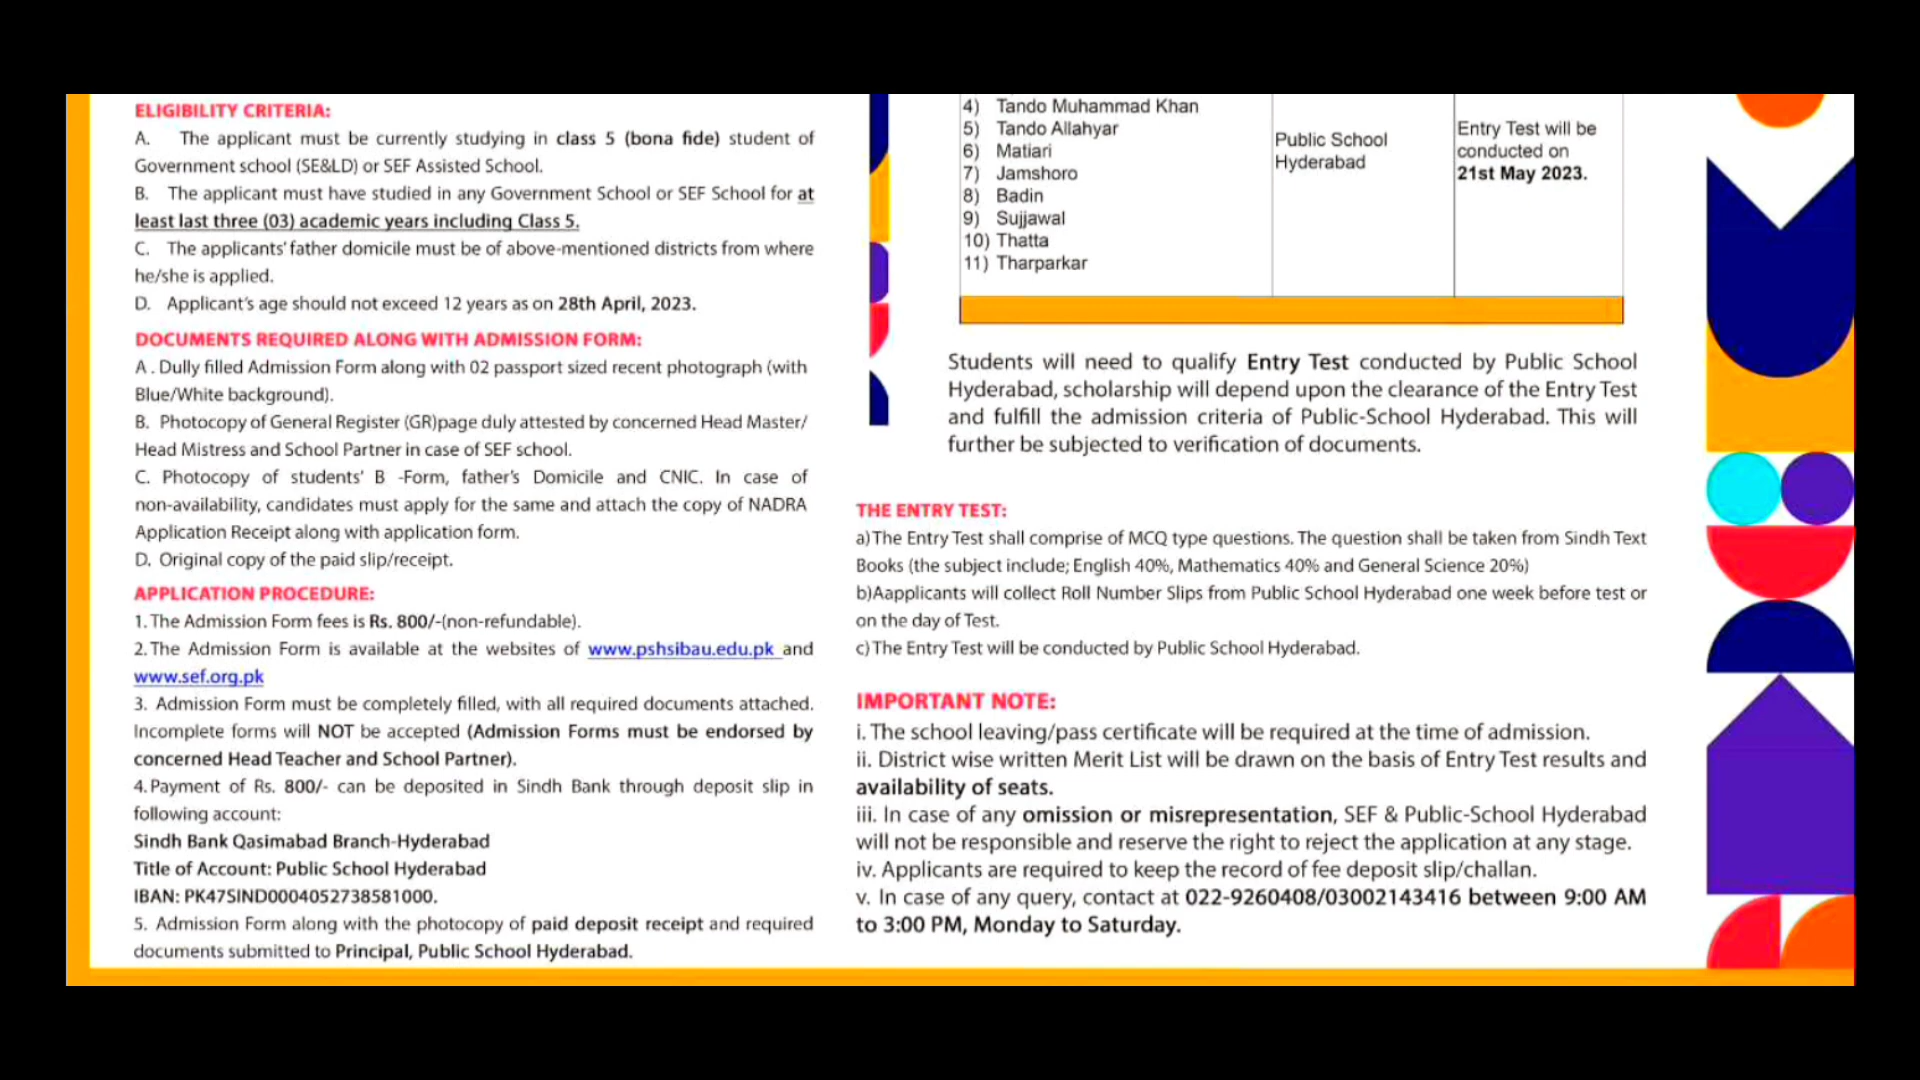 ELIGIBILITY CRITERIA:
A. The applicant must be currently studying in class 5 (bona fide) student of
Government school (SE&LD) or SEF Assisted School.
B. The applicant must have studied in any Government School or SEF School for at
least last three (03) academic years including Class 5.
C. The applicants' father domicile must be of above-mentioned districts from where
he/she is applied.
D. Applicant's age should not exceed 12 years as on 28th April, 2023.
DOCUMENTS REQUIRED ALONG WITH ADMISSION FORM:
A . Dully filled Admission Form along with 02 passport sized recent photograph (with
Blue/White background).
B. Photocopy of General Register (GR)page duly attested by concerned Head Master/
Head Mistress and School Partner in case of SEF school.
C. Photocopy of students' B -Form, father's Domicile and CNIC. In case of
non-availability, candidates must apply for the same and attach the copy of NADRA
Application Receipt along with application form.
D. Original copy of the paid slip/receipt.
APPLICATION PROCEDURE:
1. The Admission Form fees is Rs. 800/-(non-refundable).
2. The Admission Form is available at the websites of www.pshsibau.edu.pk and
www.sef.org.pk
3. Admission Form must be completely filled, with all required documents attached.
Incomplete forms will NOT be accepted (Admission Forms must be endorsed by
concerned Head Teacher and School Partner).
4. Payment of Rs. 800/- can be deposited in Sindh Bank through deposit slip in
following account:
Sindh Bank Qasimabad Branch-Hyderabad
Title of Account: Public School Hyderabad
IBAN: PK47SIND0004052738581000.
5. Admission Form along with the photocopy of paid deposit receipt and required
documents submitted to Principal, Public School Hyderabad.
4) Tando Muhammad Khan
5) Tando Allahyar
6) Matiari
7) Jamshoro
8) Badin
9) Sujjawal
10) Thatta
11) Tharparkar
Public School
Hyderabad
Entry Test will be
conducted on
21st May 2023.
Students will need to qualify Entry Test conducted by Public School
Hyderabad, scholarship will depend upon the clearance of the Entry Test
and fulfill the admission criteria of Public-School Hyderabad. This will
further be subjected to verification of documents.
THE ENTRY TEST:
a) The Entry Test shall comprise of MCQ type questions. The question shall be taken from Sindh Text
Books (the subject include; English 40%, Mathematics 40% and General Science 20%)
b)Aapplicants will collect Roll Number Slips from Public School Hyderabad one week before test or
on the day of Test.
c) The Entry Test will be conducted by Public School Hyderabad.
IMPORTANT NOTE:
i. The school leaving/pass certificate will be required at the time of admission.
ii. District wise written Merit List will be drawn on the basis of Entry Test results and
availability of seats.
iii. In case of any omission or misrepresentation, SEF & Public-School Hyderabad
will not be responsible and reserve the right to reject the application at any stage.
iv. Applicants are required to keep the record of fee deposit slip/challan.
v. In case of any query, contact at 022-9260408/03002143416 between 9:00 AM
to 3:00 PM, Monday to Saturday.